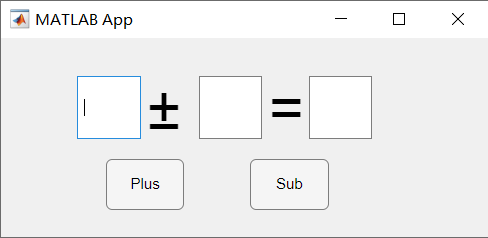 MATLAB App
± =
Plus Sub